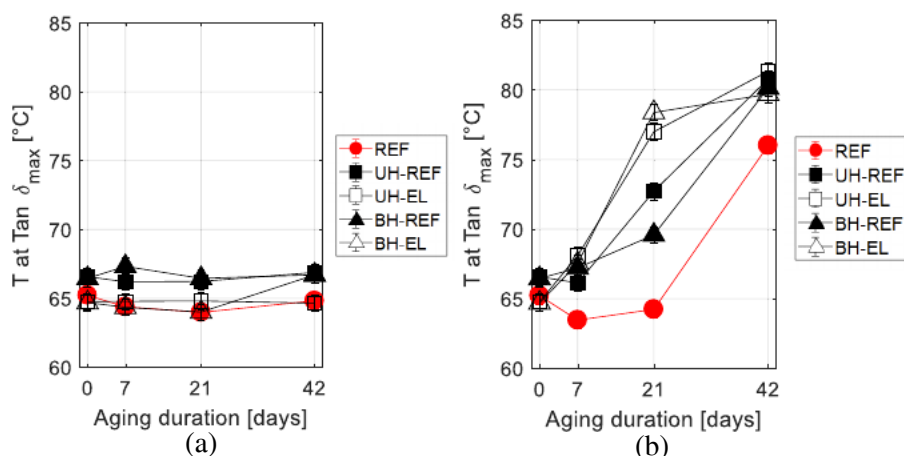 85
80
75
70
65
60
T at Tan δmax [°C]
0 7 21 42
Aging duration [days]
(a)
REF
UH-REF
UH-EL
BH-REF
BH-EL
85
80
75
70
65
60
T at Tan δmax [°C]
0 7 21 42
Aging duration [days]
(b)
REF
UH-REF
UH-EL
BH-REF
BH-EL